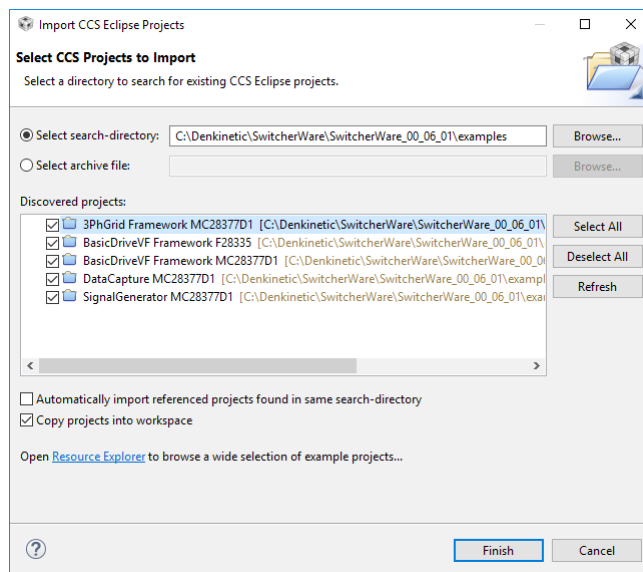 Import CCS Eclipse Projects
Select CCS Projects to Import
Select a directory to search for existing CCS Eclipse projects.
Select search-directory: C:\Denkinetic\SwitcherWare\SwitcherWare_00_06_01\examples Browse...
Select archive file: Browse...
Discovered projects:
3PhGrid Framework MC28377D1 [C:\Denkinetic\SwitcherWare\SwitcherWare_00_06_01\ Select All
BasicDriveVF Framework F28335 [C:\Denkinetic\SwitcherWare\SwitcherWare_00_06_01\ Deselect All
BasicDriveVF Framework MC28377D1 [C:\Denkinetic\SwitcherWare\SwitcherWare_00_0 Refresh
DataCapture MC28377D1 [C:\Denkinetic\SwitcherWare\SwitcherWare_00_06_01\exampl
SignalGenerator MC28377D1 [C:\Denkinetic\SwitcherWare\SwitcherWare_00_06_01\exa
Automatically import referenced projects found in same search-directory
Copy projects into workspace
Open Resource Explorer to browse a wide selection of example projects...
? Finish Cancel